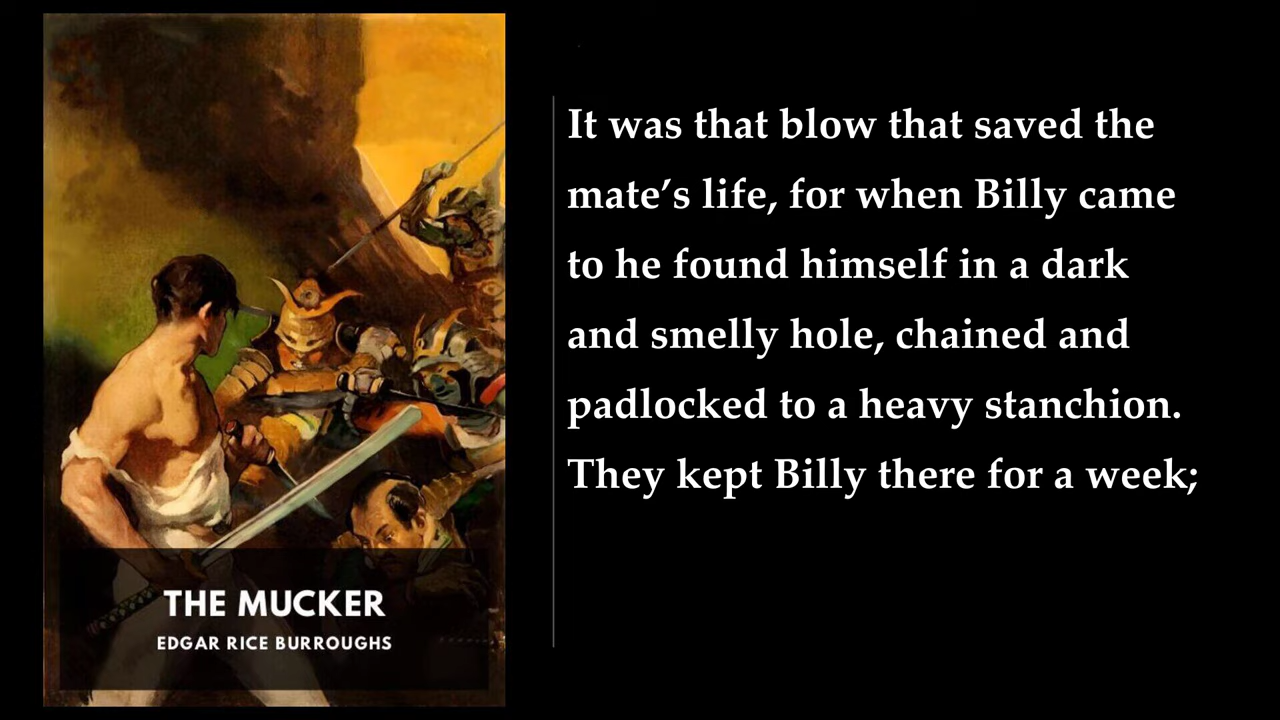 THE MUCKER
EDGAR RICE BURROUGHS
It was that blow that saved the
mate’s life, for when Billy came
to he found himself in a dark
and smelly hole, chained and
padlocked to a heavy stanchion.
They kept Billy there for a week;